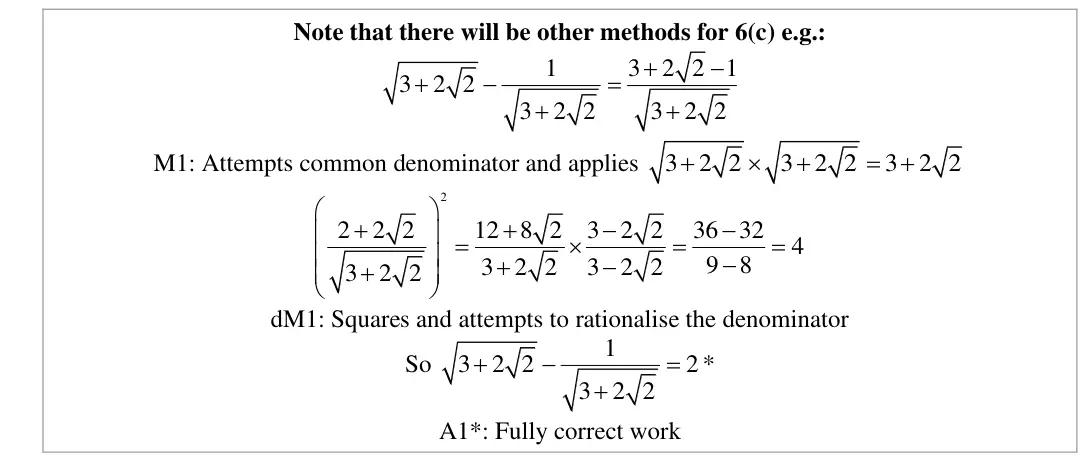 Note that there will be other methods for 6(c) e.g.:
√(3+2√2) − 1/√(3+2√2) = (3+2√2−1)/√(3+2√2)
M1: Attempts common denominator and applies √(3+2√2) × √(3+2√2) = 3+2√2
((2+2√2)/√(3+2√2))² = (12+8√2)/(3+2√2) × (3−2√2)/(3−2√2) = (36−32)/(9−8) = 4
dM1: Squares and attempts to rationalise the denominator
So √(3+2√2) − 1/√(3+2√2) = 2 *
A1*: Fully correct work